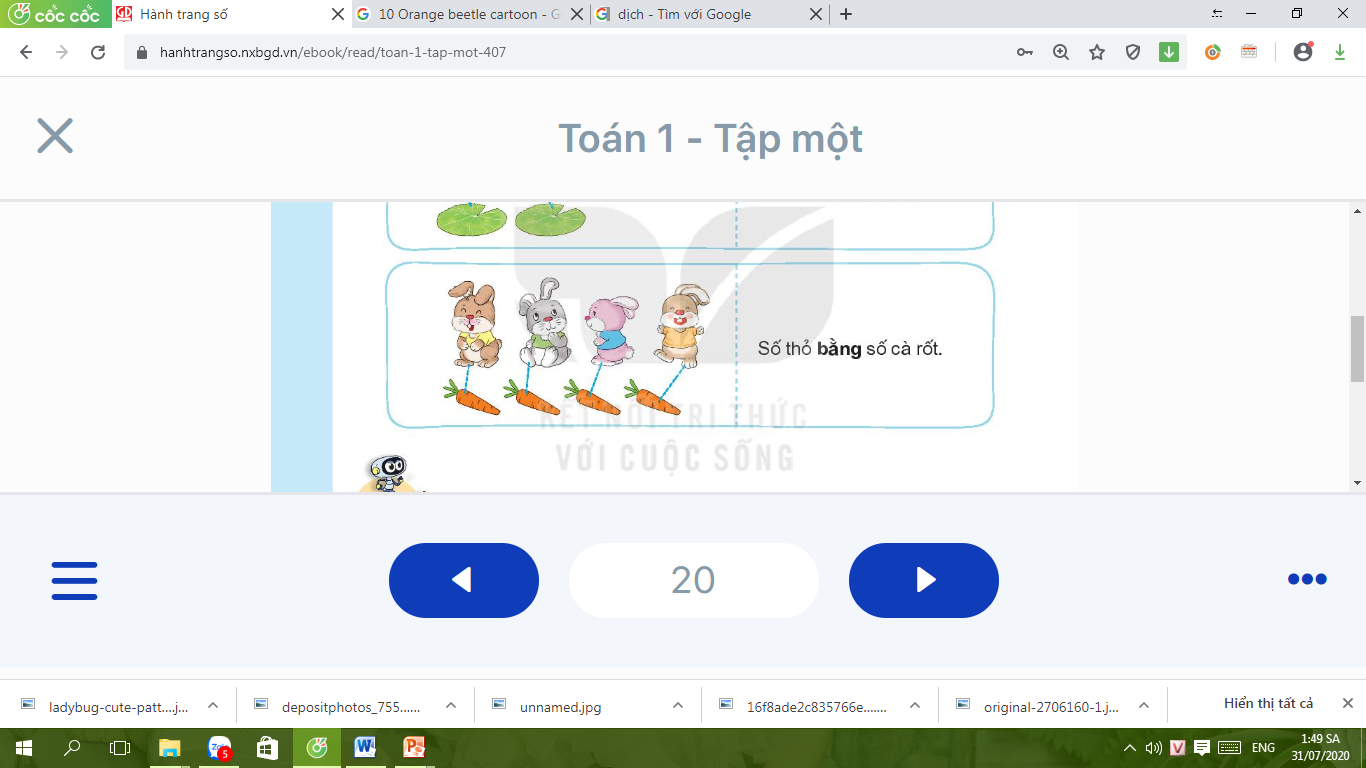 cốc cốc
Hành trang số
10 Orange beetle cartoon - G
dịch - Tìm với Google
hanhtrangso.nxbgd.vn/ebook/read/toan-1-tap-mot-407
Toán 1 - Tập một
Số thỏ bằng số cà rốt.
KẾT NỐI TRI THỨC
VỚI CUỘC SỐNG
20
ladybug-cute-patt....j...
depositphotos_755......
unnamed.jpg
16f8ade2c835766e.......
original-2706160-1.j...
Hiển thị tất cả
Zalo
5
ENG
1:49 SA
31/07/2020